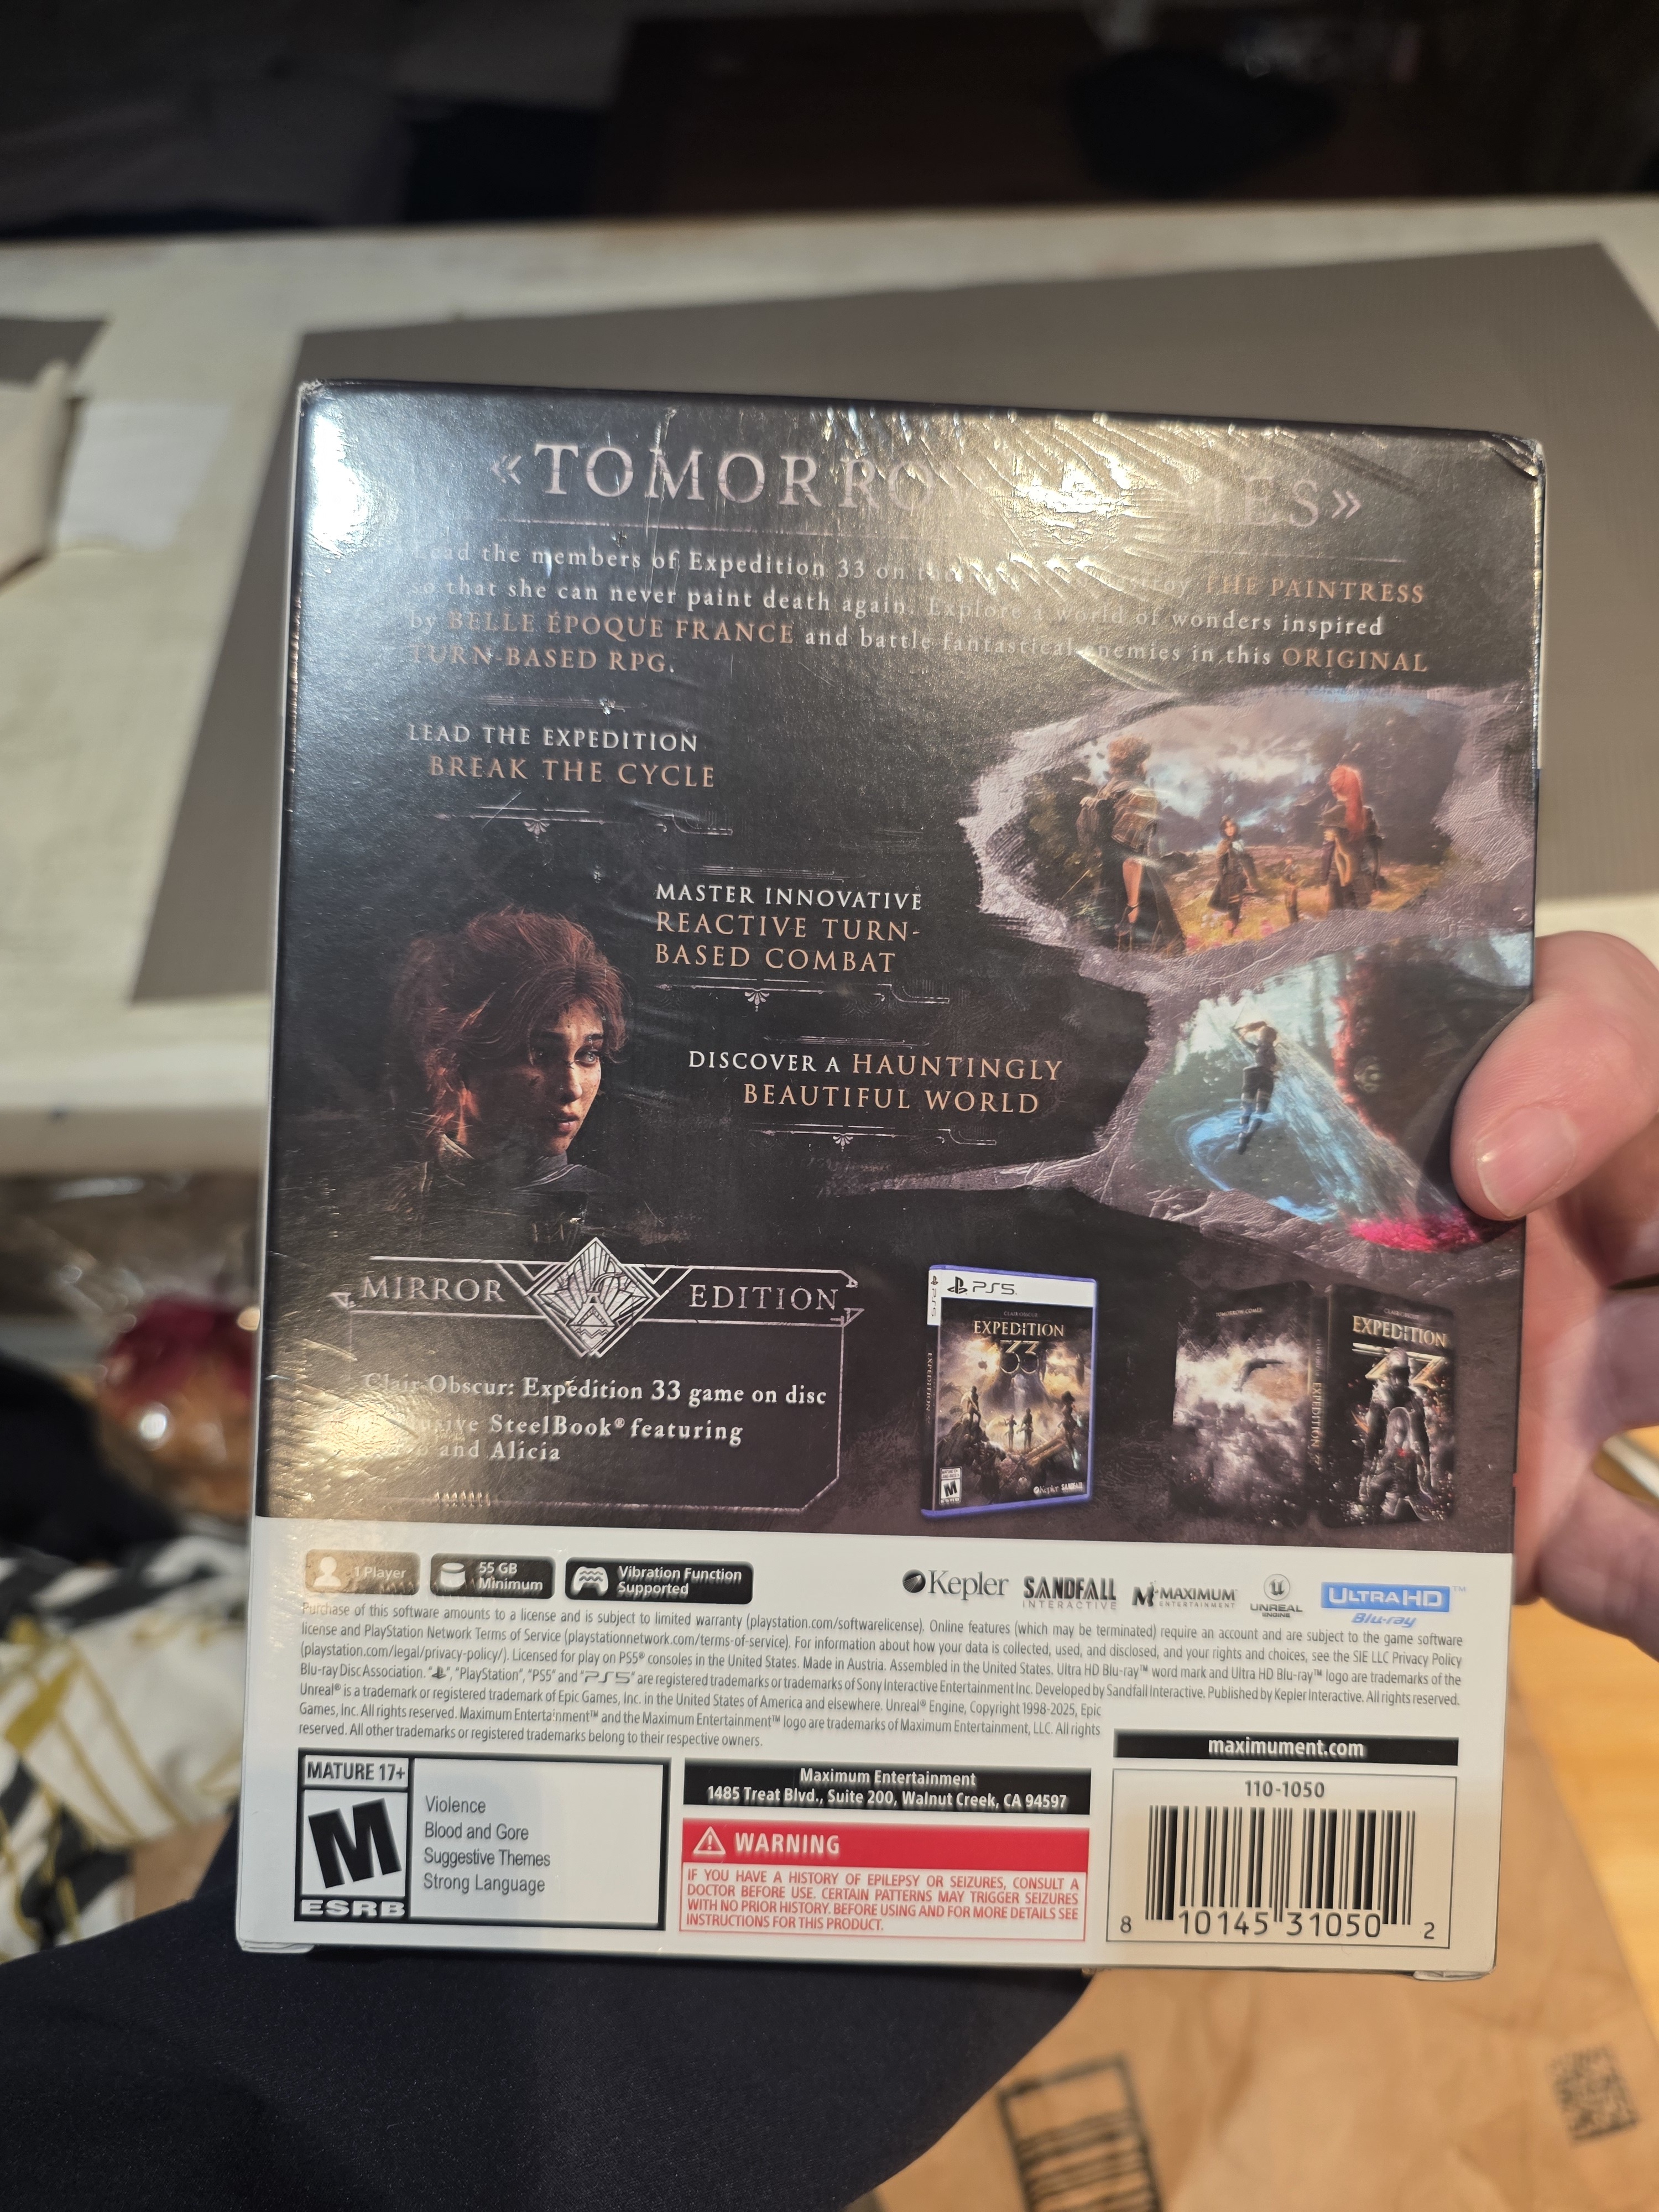 «TOMORRO
ES»
ead the members of Expedition 33 on THE PAINTRESS
so that she can never paint death again. Explore a world of wonders inspired
by BELLE ÉPOQUE FRANCE and battle fantastical enemies in this ORIGINAL
TURN-BASED RPG.
LEAD THE EXPEDITION
BREAK THE CYCLE
MASTER INNOVATIVE
REACTIVE TURN-
BASED COMBAT
DISCOVER A HAUNTINGLY
BEAUTIFUL WORLD
MIRROR EDITION
Clair Obscur: Expedition 33 game on disc
SteelBook® featuring
and Alicia
PS5
CLAIR OBSCUR
EXPEDITION
33
M
Kepler SANDFALL
TOMORROW COMES
EXPEDITION
EXPEDITION
33
1 Player
55 GB
Minimum
Vibration Function
Supported
Kepler
SANDFALL
INTERACTIVE
MAXIMUM
ENTERTAINMENT
UNREAL
ENGINE
ULTRA HD™
Blu-ray
Purchase of this software amounts to a license and is subject to limited warranty (playstation.com/softwarelicense). Online features (which may be terminated) require an account and are subject to the game software
license and PlayStation Network Terms of Service (playstationnetwork.com/terms-of-service). For information about how your data is collected, used, and disclosed, and your rights and choices, see the SIE LLC Privacy Policy
(playstation.com/legal/privacy-policy/). Licensed for play on PS5® consoles in the United States. Made in Austria. Assembled in the United States. Ultra HD Blu-ray™ word mark and Ultra HD Blu-ray™ logo are trademarks of the
Blu-ray Disc Association. "", "PlayStation", "PS5" and "PS5" are registered trademarks or trademarks of Sony Interactive Entertainment Inc. Developed by Sandfall Interactive. Published by Kepler Interactive. All rights reserved.
Unreal® is a trademark or registered trademark of Epic Games, Inc. in the United States of America and elsewhere. Unreal® Engine, Copyright 1998-2025, Epic
Games, Inc. All rights reserved. Maximum Entertainment™ and the Maximum Entertainment™ logo are trademarks of Maximum Entertainment, LLC. All rights
reserved. All other trademarks or registered trademarks belong to their respective owners.
MATURE 17+
M
ESRB
Violence
Blood and Gore
Suggestive Themes
Strong Language
Maximum Entertainment
1485 Treat Blvd., Suite 200, Walnut Creek, CA 94597
WARNING
IF YOU HAVE A HISTORY OF EPILEPSY OR SEIZURES, CONSULT A
DOCTOR BEFORE USE. CERTAIN PATTERNS MAY TRIGGER SEIZURES
WITH NO PRIOR HISTORY. BEFORE USING AND FOR MORE DETAILS SEE
INSTRUCTIONS FOR THIS PRODUCT.
maximument.com
110-1050
8 10145 31050 2